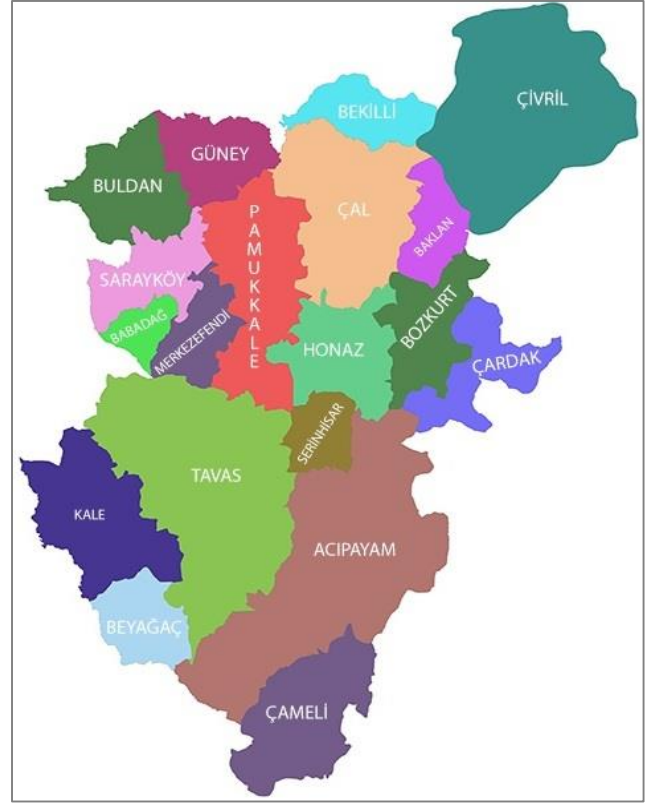 ÇİVRİL
BEKİLLİ
GÜNEY
BULDAN
PAMUKKALE
ÇAL
BAKLAN
SARAYKÖY
BABADAĞ
MERKEZEFENDİ
HONAZ
BOZKURT
ÇARDAK
SERİNHİSAR
TAVAS
KALE
ACIPAYAM
BEYAĞAÇ
ÇAMELİ